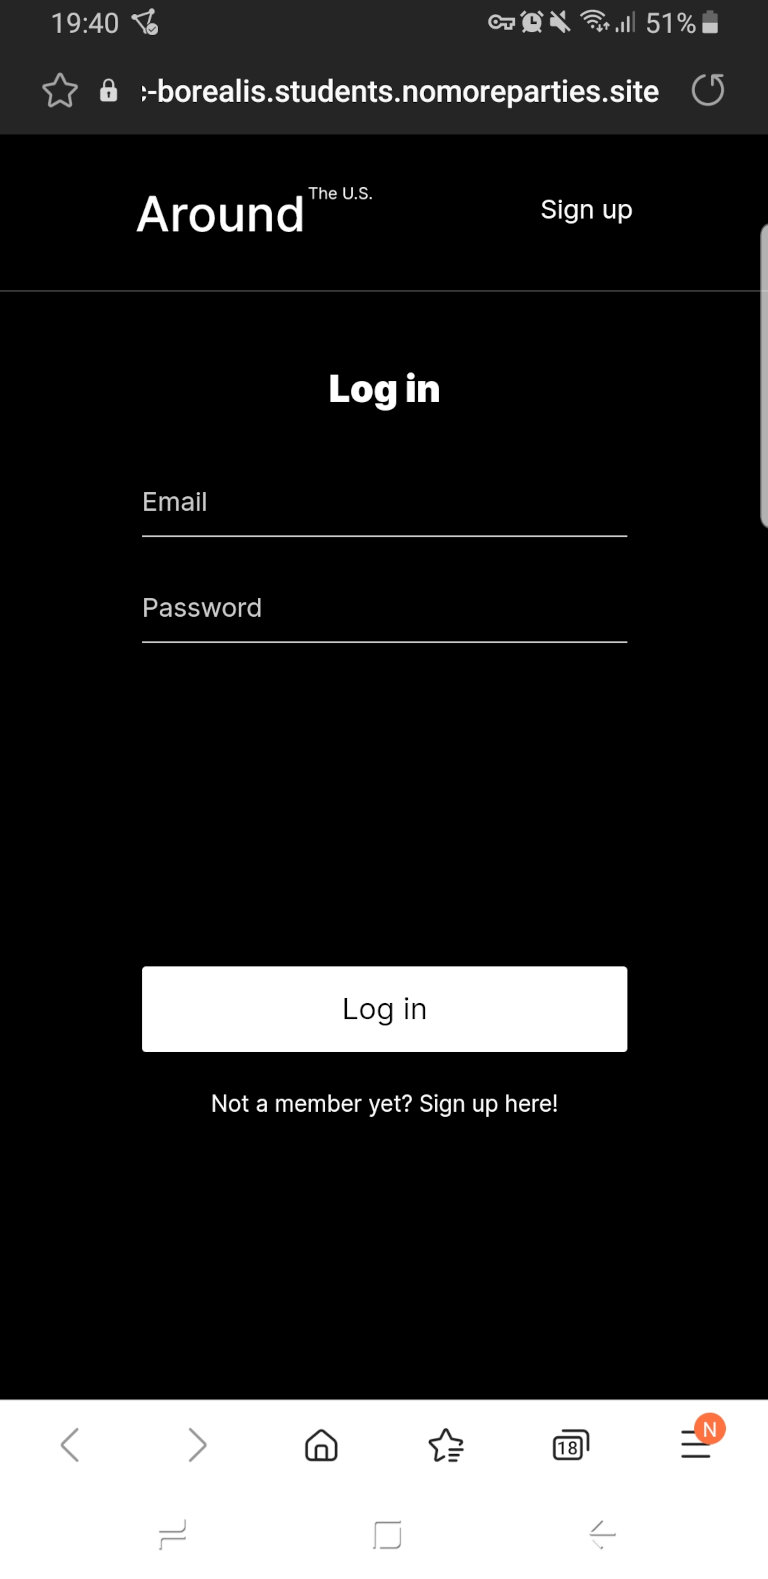 19:40
51%
-borealis.students.nomoreparties.site
Around The U.S.
Sign up
Log in
Email
Password
Log in
Not a member yet? Sign up here!
18
N